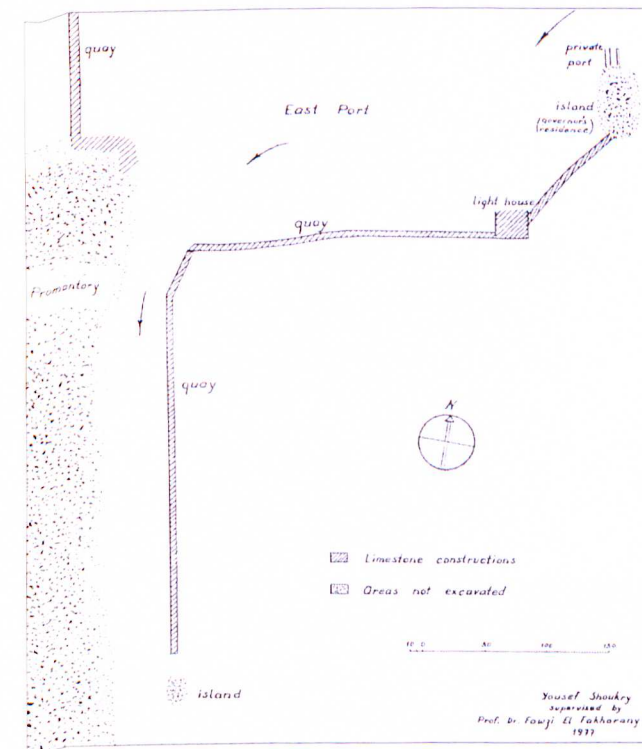 quay
private
port
island
(governor's
residence)
East Port
light house
quay
Promontory
quay
N
Limestone constructions
Areas not excavated
10 0 50 100 150
island
Yousef Shoukry
supervised by
Prof. Dr. Fawzi El Fakharany
1977